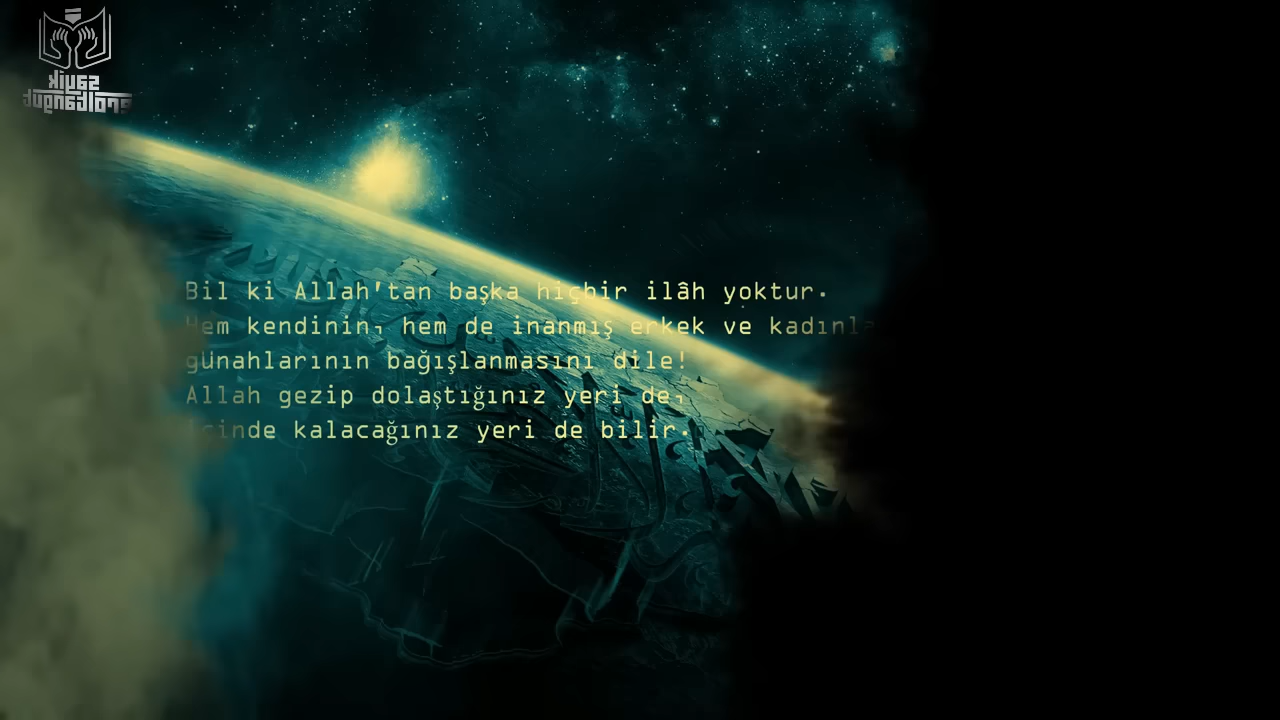 Bil ki Allah'tan başka hiçbir ilâh yoktur.
Hem kendinin, hem de inanmış erkek ve
günahlarının bağışlanmasını dile!
Allah gezip dolaştığınız yeri de,
içinde kalacağınız yeri de bilir.